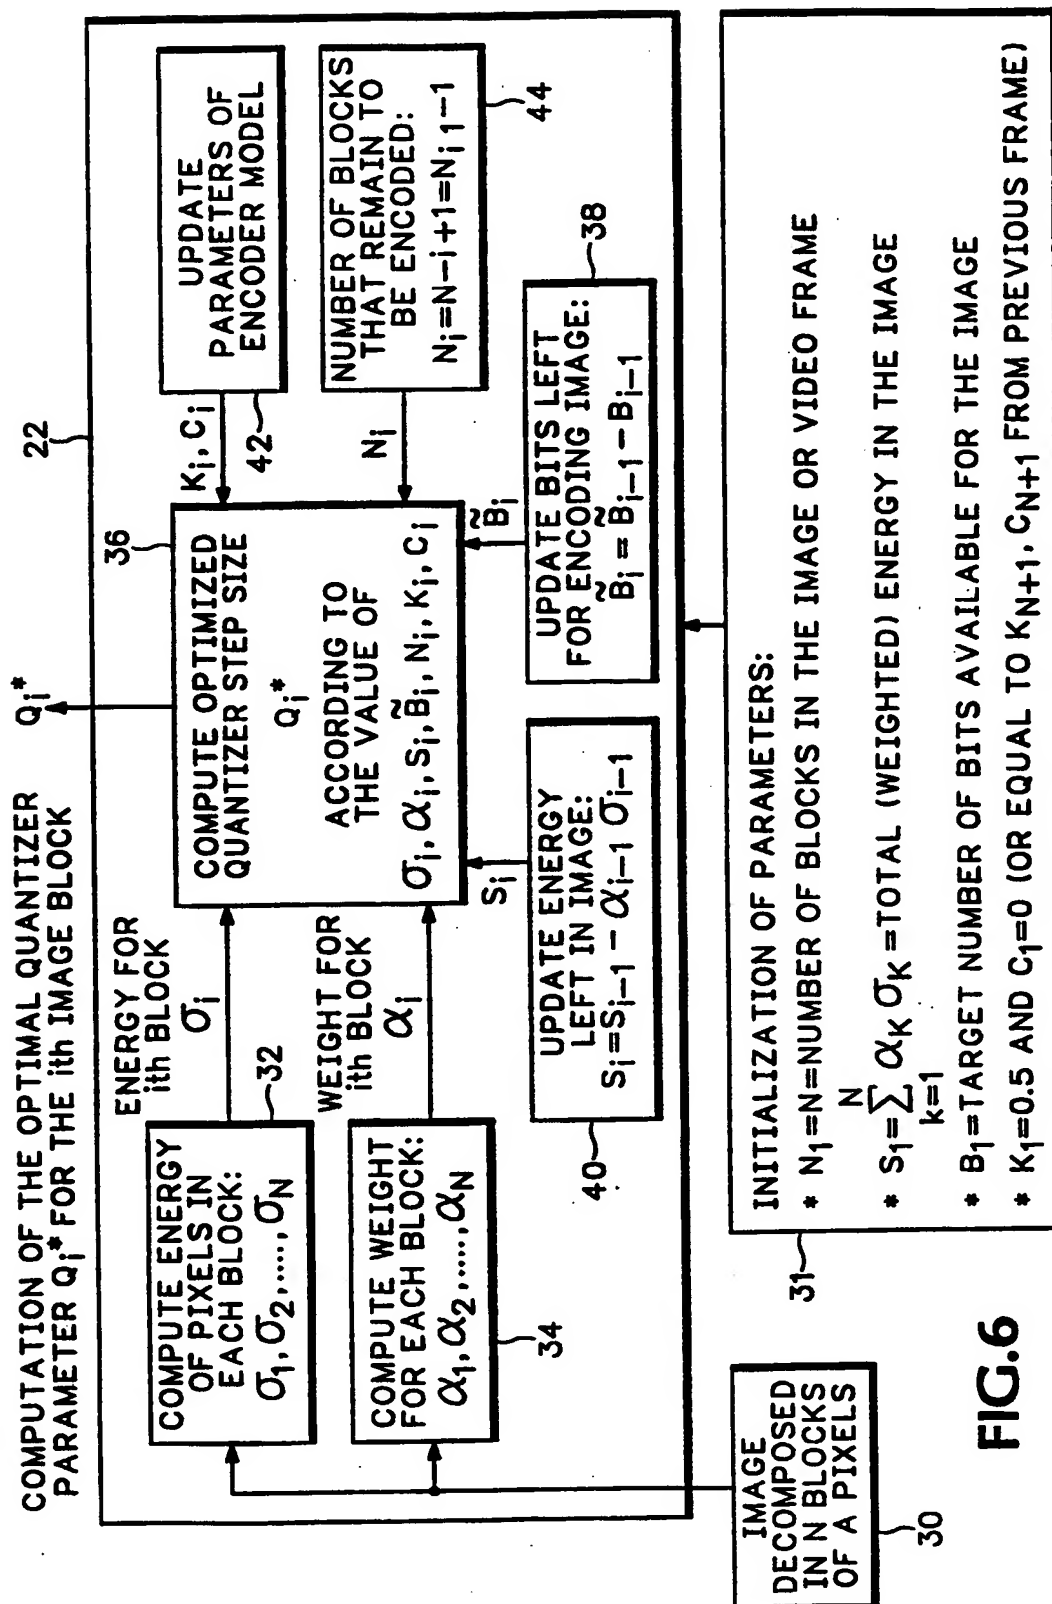 COMPUTATION OF THE OPTIMAL QUANTIZER
PARAMETER Qi* FOR THE ith IMAGE BLOCK
Qi*
22
COMPUTE ENERGY
OF PIXELS IN
EACH BLOCK:
σ1, σ2,....., σN
32
ENERGY FOR
ith BLOCK
σi
COMPUTE WEIGHT
FOR EACH BLOCK:
α1, α2,....., αN
34
WEIGHT FOR
ith BLOCK
αi
36
COMPUTE OPTIMIZED
QUANTIZER STEP SIZE
Qi*
ACCORDING TO
THE VALUE OF
σi, αi, Si, B̃i, Ni, Ki, Ci
Ki, Ci
42
UPDATE
PARAMETERS OF
ENCODER MODEL
Ni
NUMBER OF BLOCKS
THAT REMAIN TO
BE ENCODED:
Ni=N-i+1=Ni 1-1
44
Si
UPDATE ENERGY
LEFT IN IMAGE:
Si=Si-1 - αi-1 σi-1
40
B̃i
UPDATE BITS LEFT
FOR ENCODING IMAGE:
B̃i = B̃i-1 - Bi-1
38
IMAGE
DECOMPOSED
IN N BLOCKS
OF A PIXELS
30
31
INITIALIZATION OF PARAMETERS:
* N1=N=NUMBER OF BLOCKS IN THE IMAGE OR VIDEO FRAME
* S1= N Σ k=1 αK σK =TOTAL (WEIGHTED) ENERGY IN THE IMAGE
* B1=TARGET NUMBER OF BITS AVAILABLE FOR THE IMAGE
* K1=0.5 AND C1=0 (OR EQUAL TO KN+1, CN+1 FROM PREVIOUS FRAME)
FIG.6